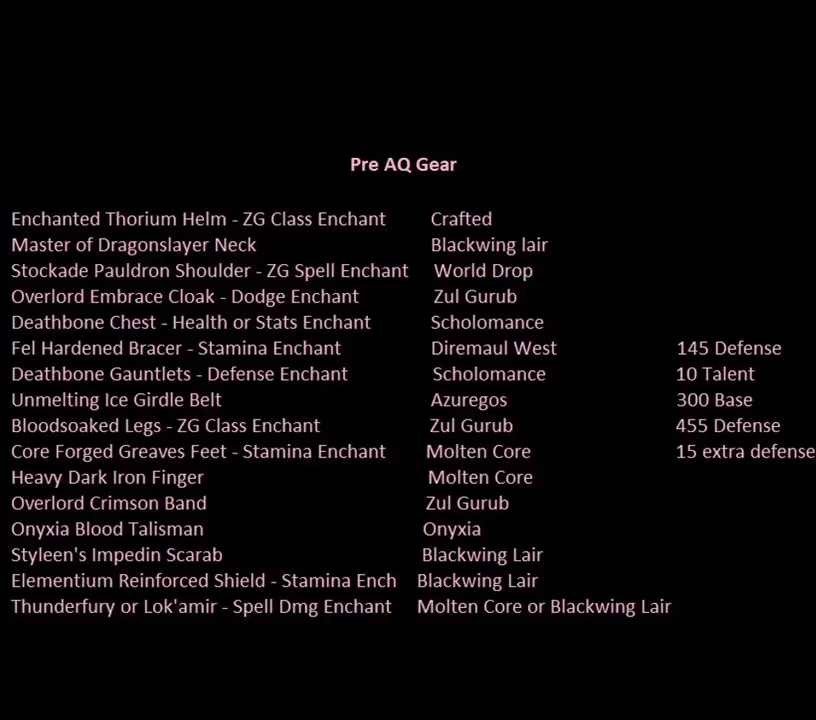 Pre AQ Gear
Enchanted Thorium Helm - ZG Class Enchant Crafted
Master of Dragonslayer Neck Blackwing lair
Stockade Pauldron Shoulder - ZG Spell Enchant World Drop
Overlord Embrace Cloak - Dodge Enchant Zul Gurub
Deathbone Chest - Health or Stats Enchant Scholomance
Fel Hardened Bracer - Stamina Enchant Diremaul West 145 Defense
Deathbone Gauntlets - Defense Enchant Scholomance 10 Talent
Unmelting Ice Girdle Belt Azuregos 300 Base
Bloodsoaked Legs - ZG Class Enchant Zul Gurub 455 Defense
Core Forged Greaves Feet - Stamina Enchant Molten Core 15 extra defense
Heavy Dark Iron Finger Molten Core
Overlord Crimson Band Zul Gurub
Onyxia Blood Talisman Onyxia
Styleen's Impedin Scarab Blackwing Lair
Elementium Reinforced Shield - Stamina Ench Blackwing Lair
Thunderfury or Lok'amir - Spell Dmg Enchant Molten Core or Blackwing Lair